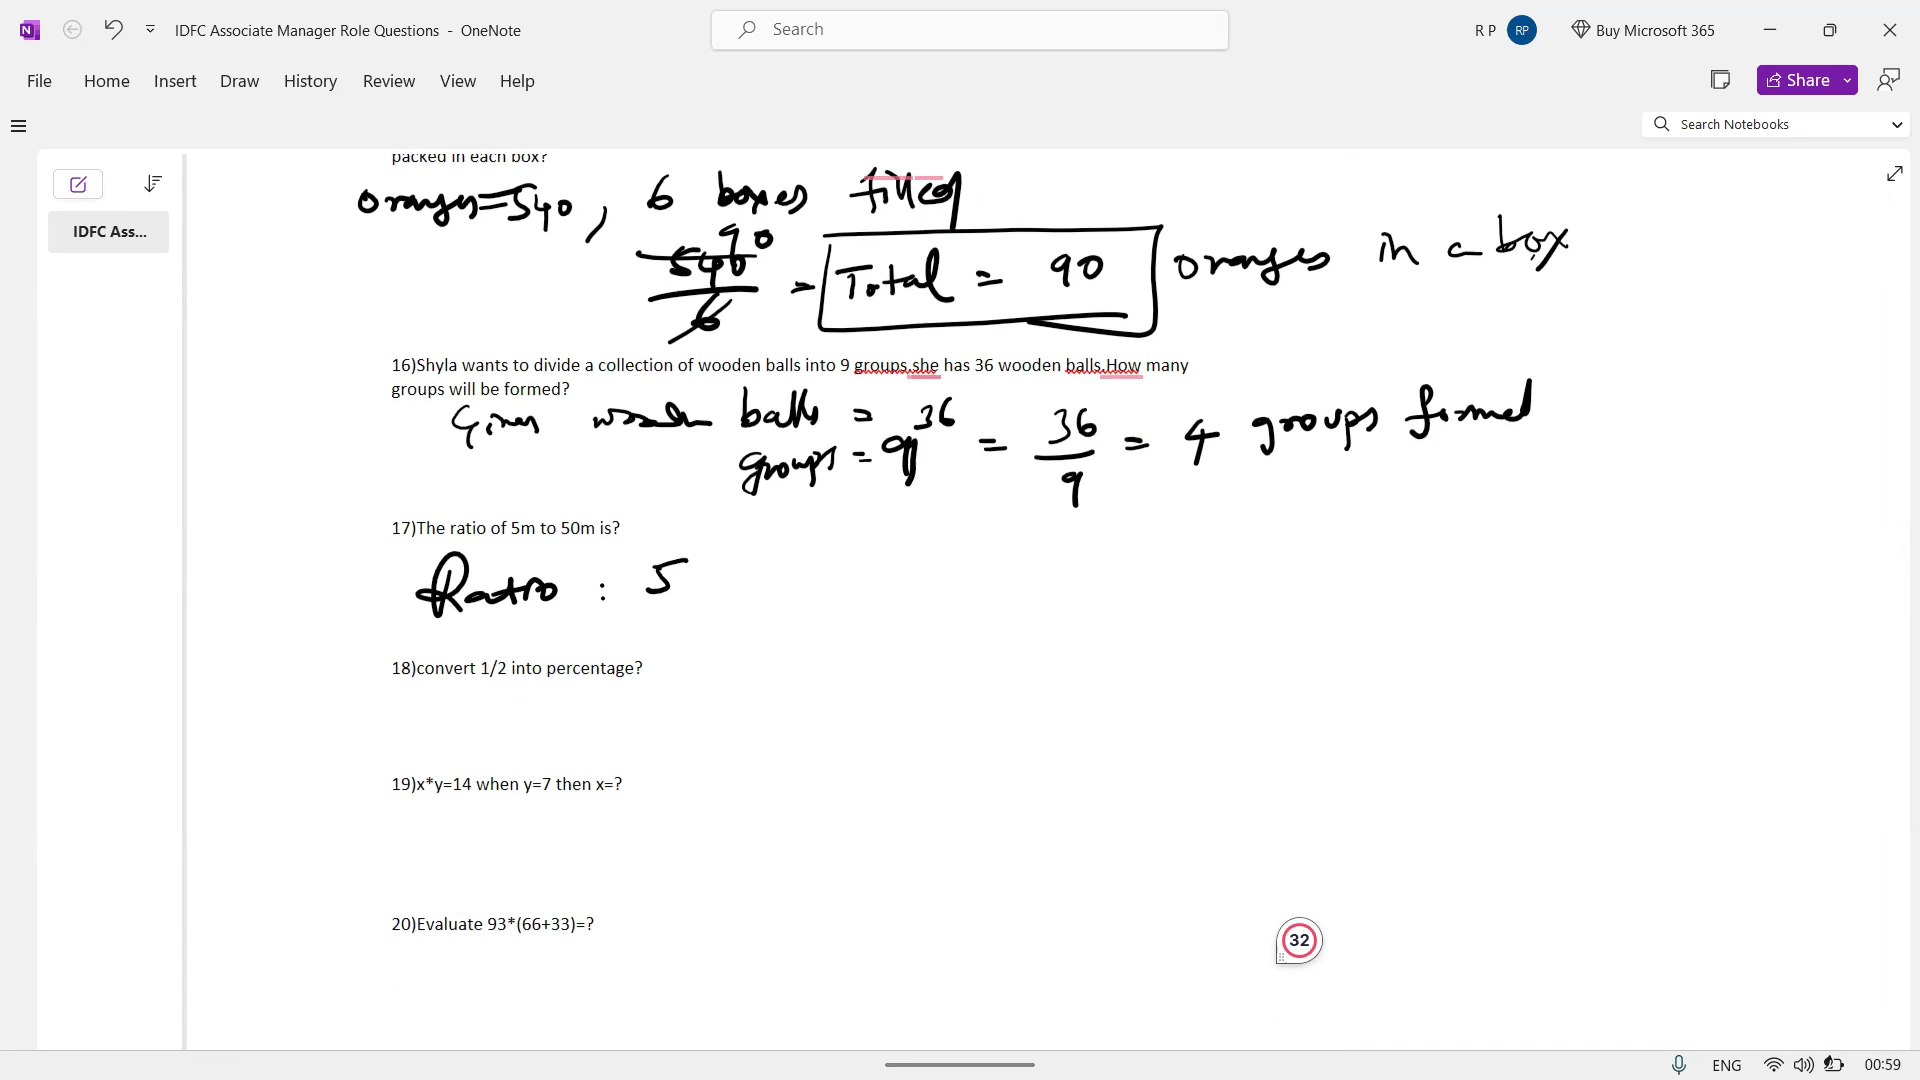 IDFC Associate Manager Role Questions - OneNote
Search
R P
RP
Buy Microsoft 365
File Home Insert Draw History Review View Help
Share
Search Notebooks
IDFC Ass...
packed in each box?
oranges=540, 6 boxes filled
90
540
6
= Total = 90 oranges in a box
16)Shyla wants to divide a collection of wooden balls into 9 groups,she has 36 wooden balls.How many
groups will be formed?
Given wooden balls = 36
groups = 9 = 36/9 = 4 groups formed
17)The ratio of 5m to 50m is?
Ratio : 5
18)convert 1/2 into percentage?
19)x*y=14 when y=7 then x=?
20)Evaluate 93*(66+33)=?
32
ENG
00:59